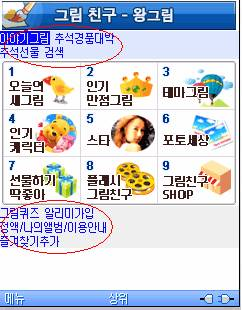 그림 친구 - 왕그림
이야기그림 추석경품대박
추석선물 검색
1
오늘의
새그림
2
인기
만점그림
3
테마그림
4
인기
캐릭터
5
스타
6
포토세상
7
선물하기
딱좋아
8
플래시
그림친구
9
그림친구
SHOP
그림퀴즈 알리미가입
정액/나의앨범/이용안내
즐겨찾기추가
메뉴 상위